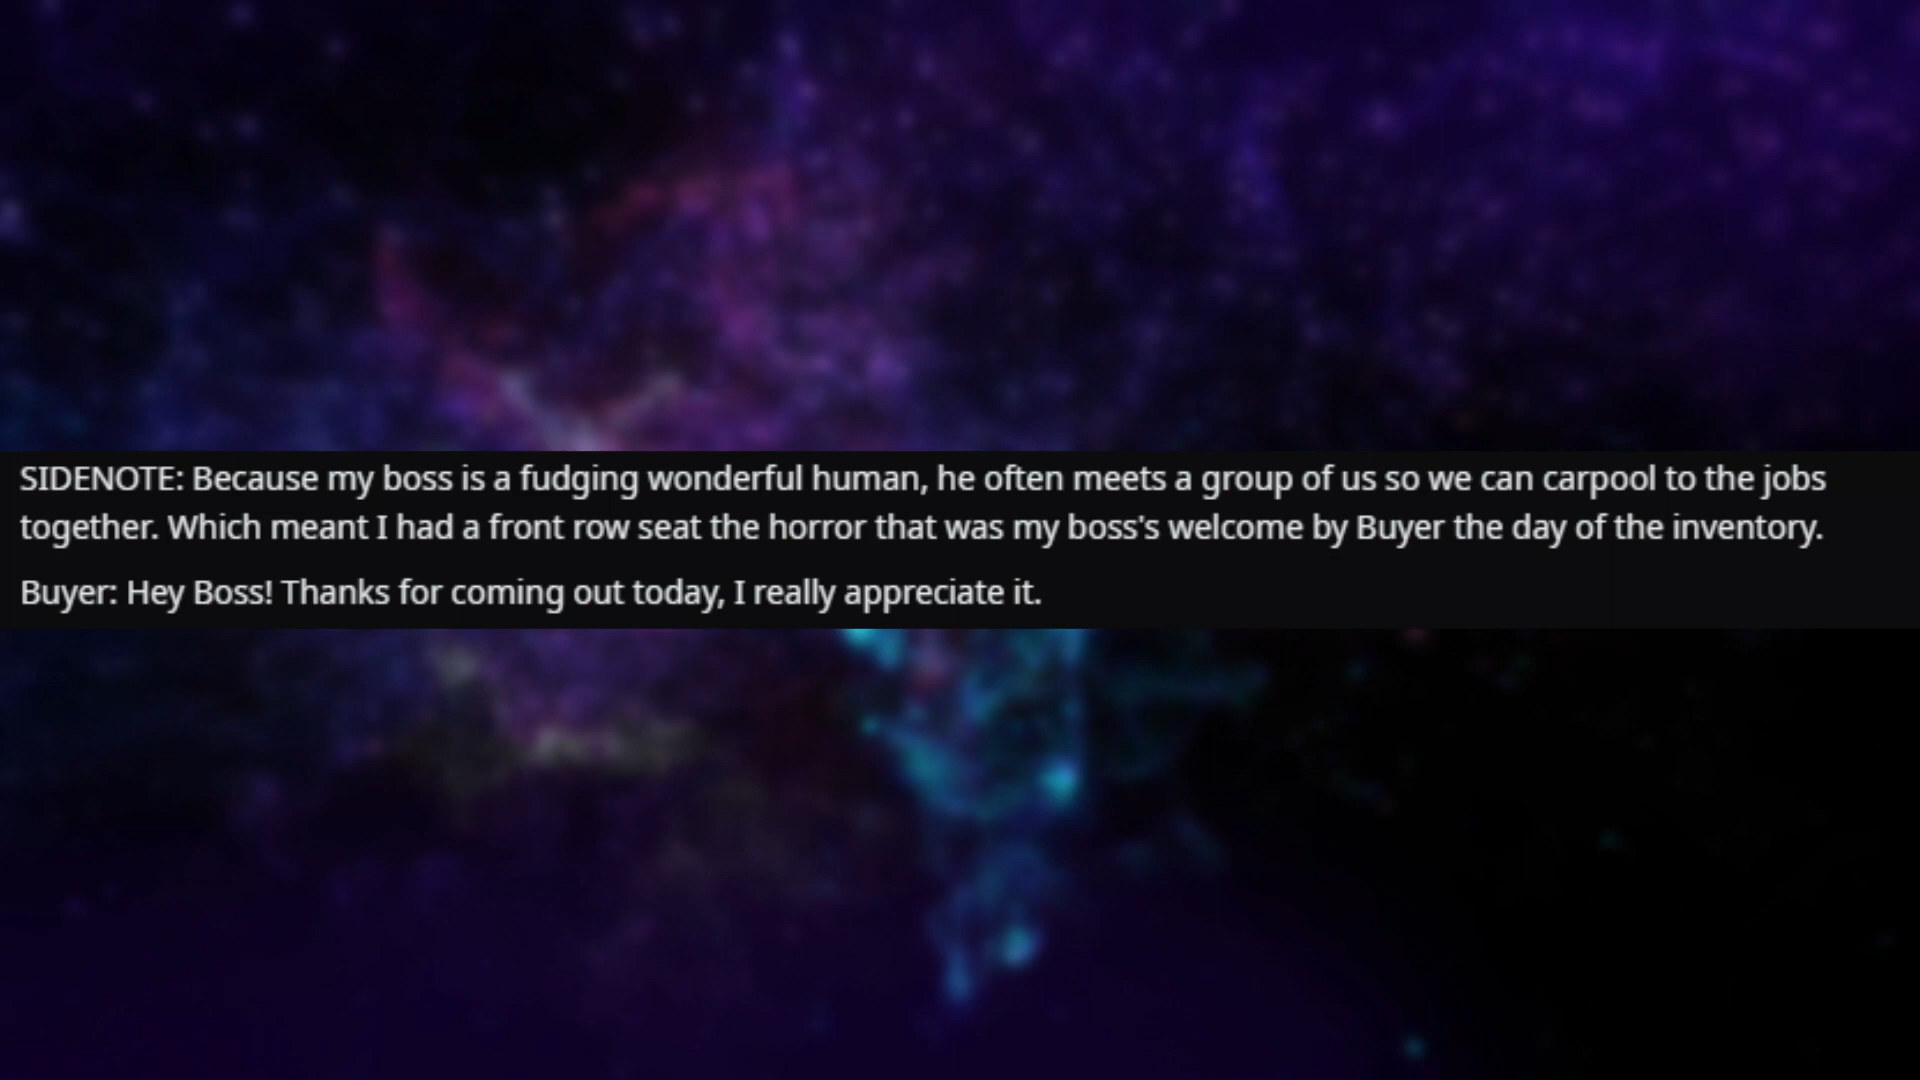 SIDENOTE: Because my boss is a fudging wonderful human, he often meets a group of us so we can carpool to the jobs
together. Which meant I had a front row seat the horror that was my boss's welcome by Buyer the day of the inventory.
Buyer: Hey Boss! Thanks for coming out today, I really appreciate it.